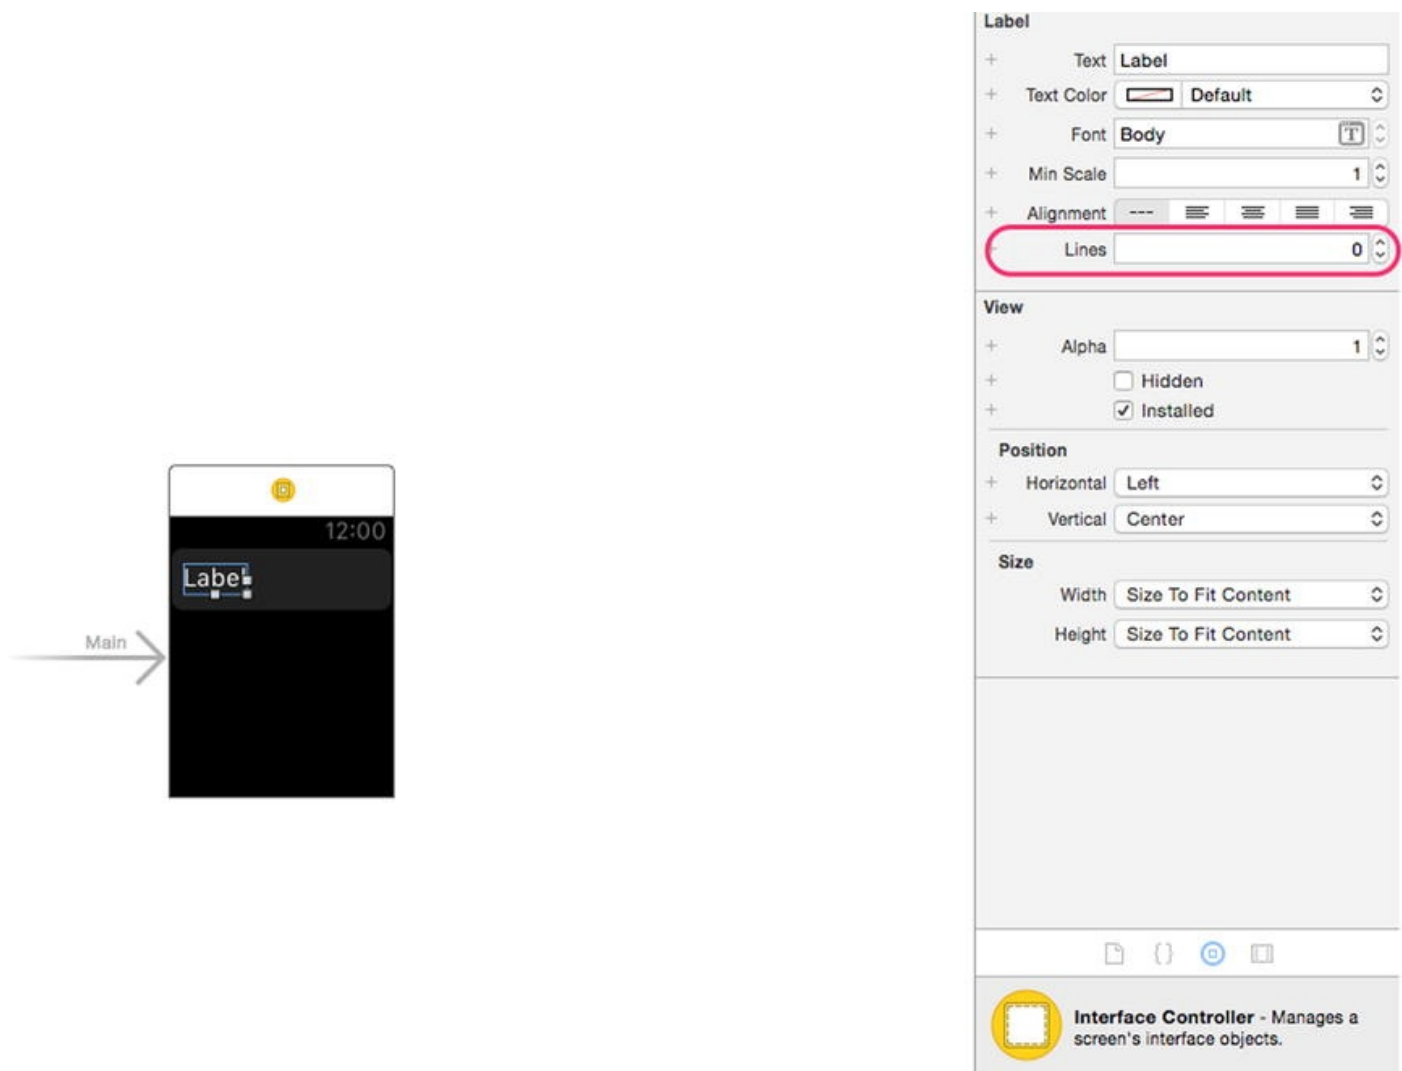 Label
Text Label
Text Color Default
Font Body
T
Min Scale 1
Alignment ---
Lines 0
View
Alpha 1
Hidden
Installed
Position
Horizontal Left
Vertical Center
Size
Width Size To Fit Content
Height Size To Fit Content
12:00
Label
Main
{}
Interface Controller - Manages a
screen's interface objects.